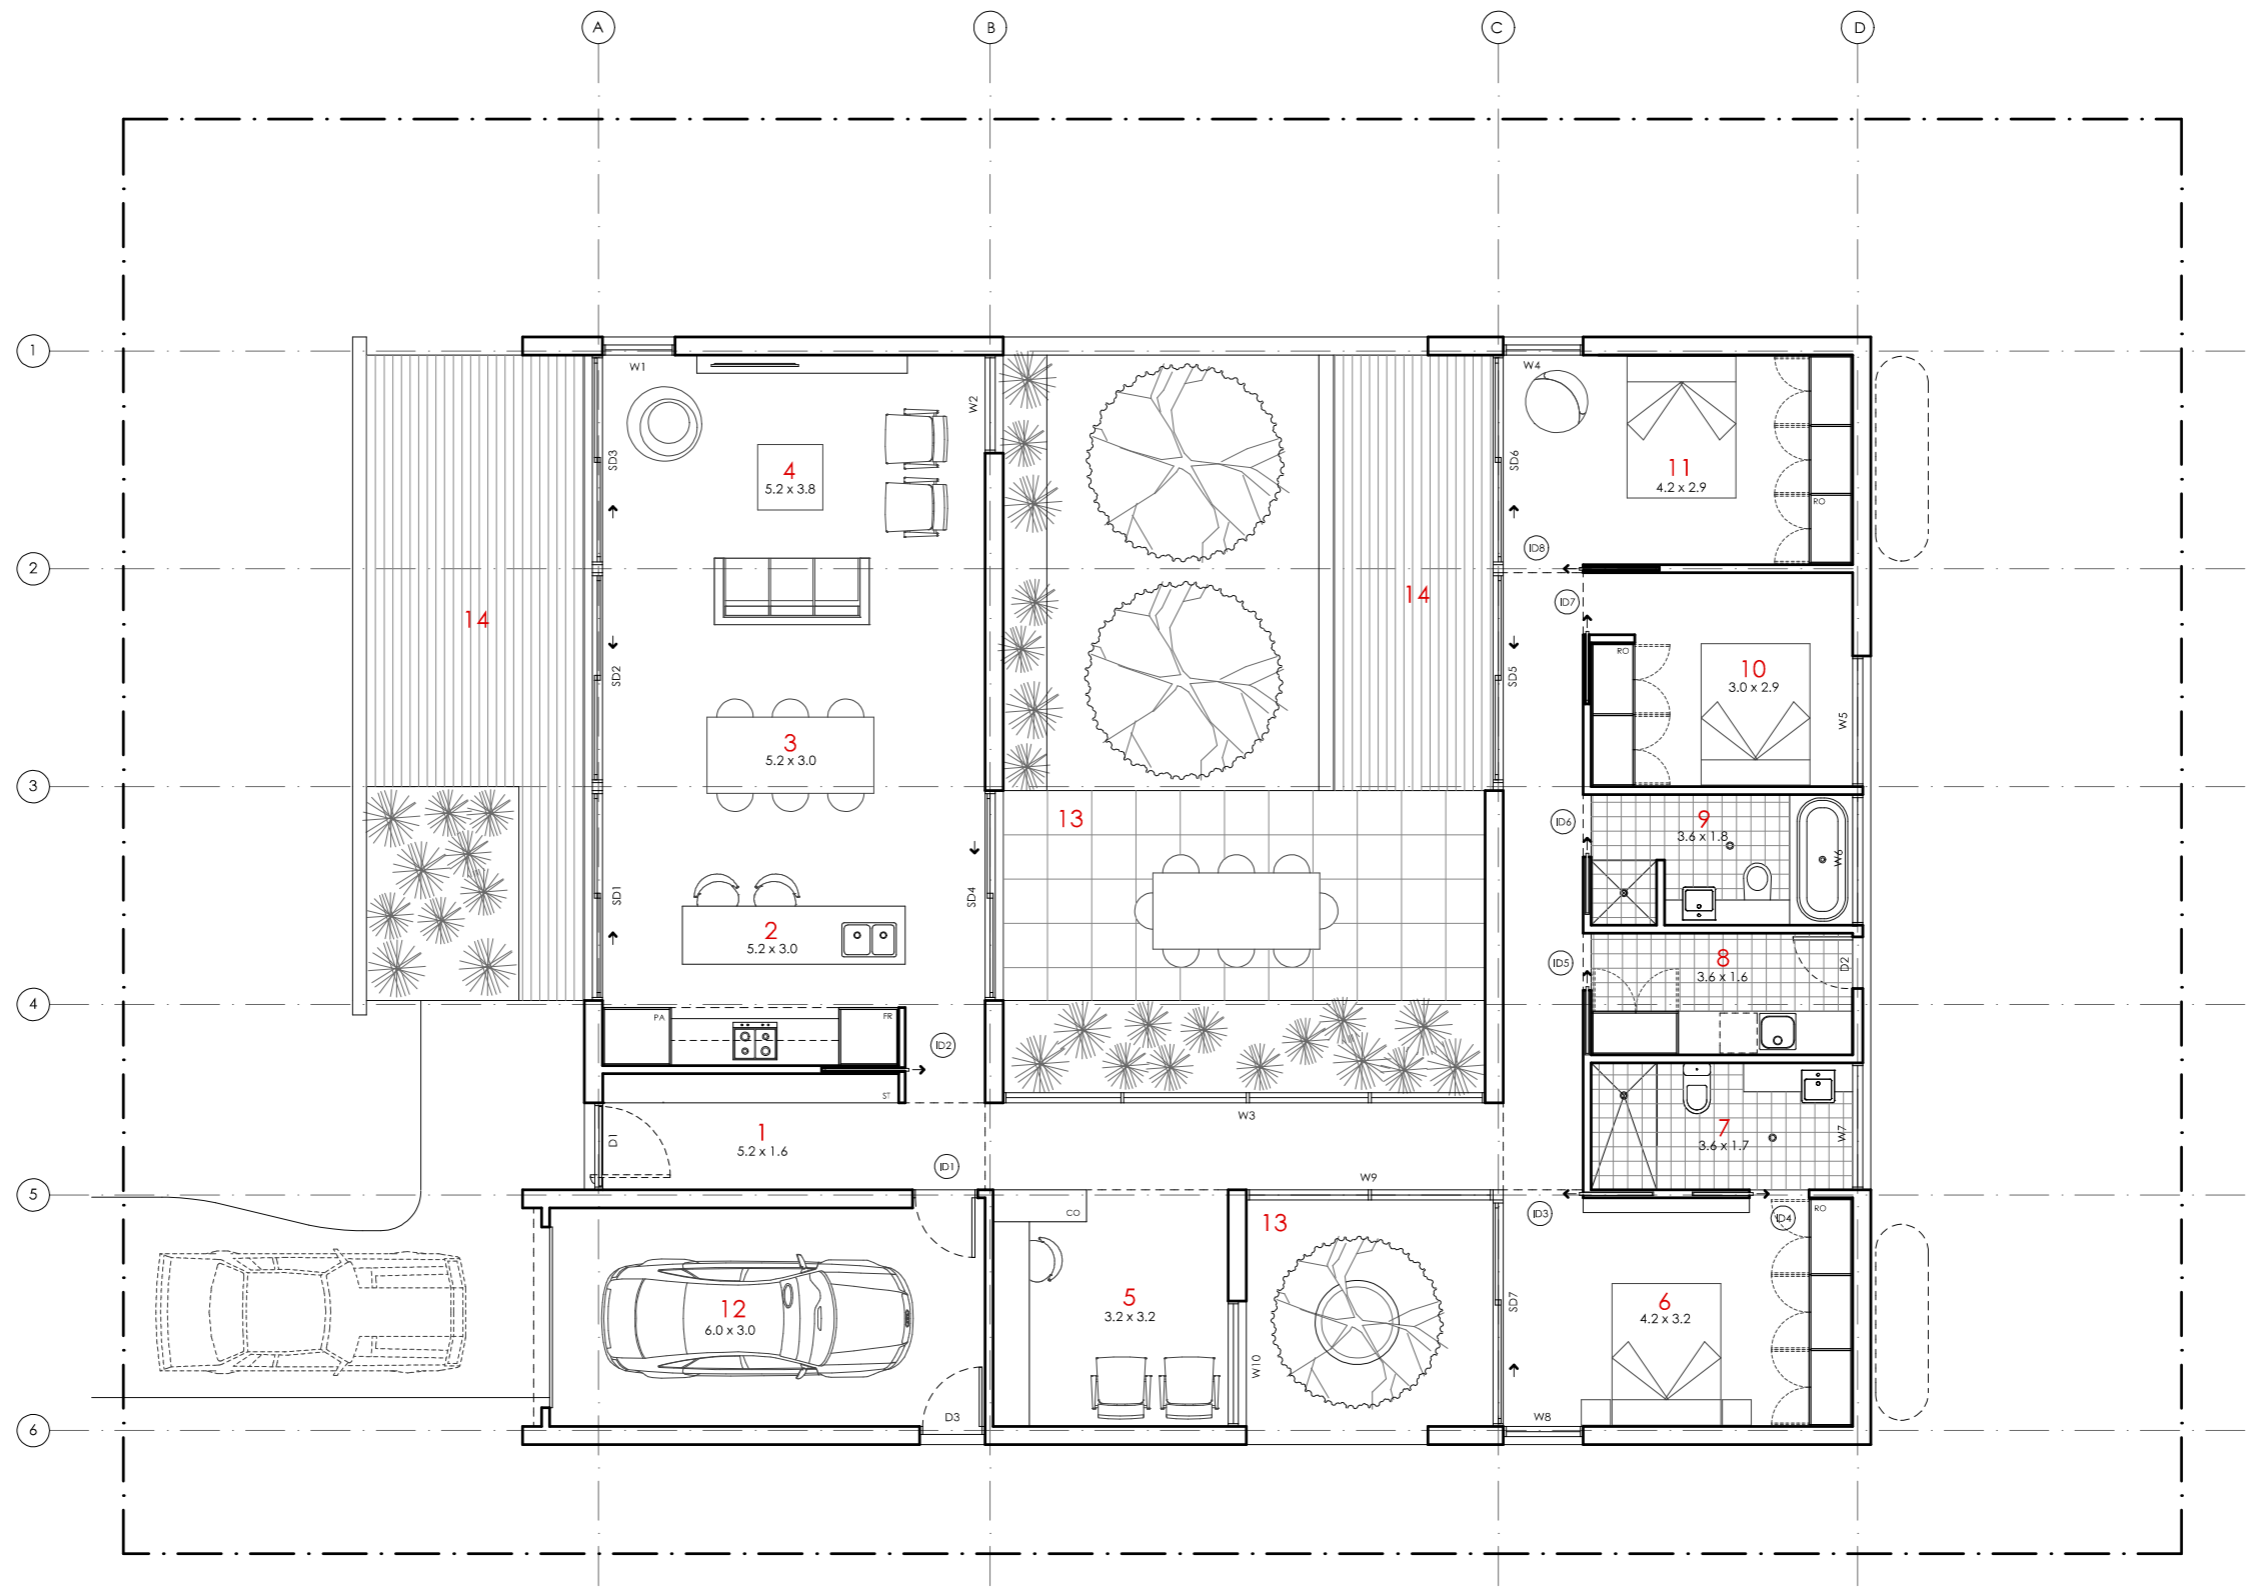 A
B
C
D
1
2
3
4
5
6
W1
W2
SD3
4
5.2 x 3.8
14
SD2
3
5.2 x 3.0
SD1
2
5.2 x 3.0
PA
FR
ID2
ST
D1
1
5.2 x 1.6
ID1
14
13
SD4
W3
W4
SD6
11
4.2 x 2.9
RO
ID8
ID7
SD5
RO
10
3.0 x 2.9
W5
ID6
9
3.6 x 1.8
W6
ID5
8
3.6 x 1.6
D2
7
3.6 x 1.7
W7
W9
ID3
ID4
RO
12
6.0 x 3.0
D3
CO
5
3.2 x 3.2
W10
13
SD7
6
4.2 x 3.2
W8